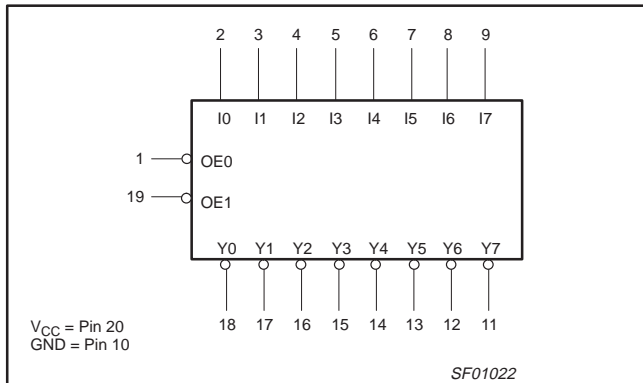 2 3 4 5 6 7 8 9
I0 I1 I2 I3 I4 I5 I6 I7
1 OE0
19 OE1
Y0 Y1 Y2 Y3 Y4 Y5 Y6 Y7
18 17 16 15 14 13 12 11
VCC = Pin 20
GND = Pin 10
SF01022